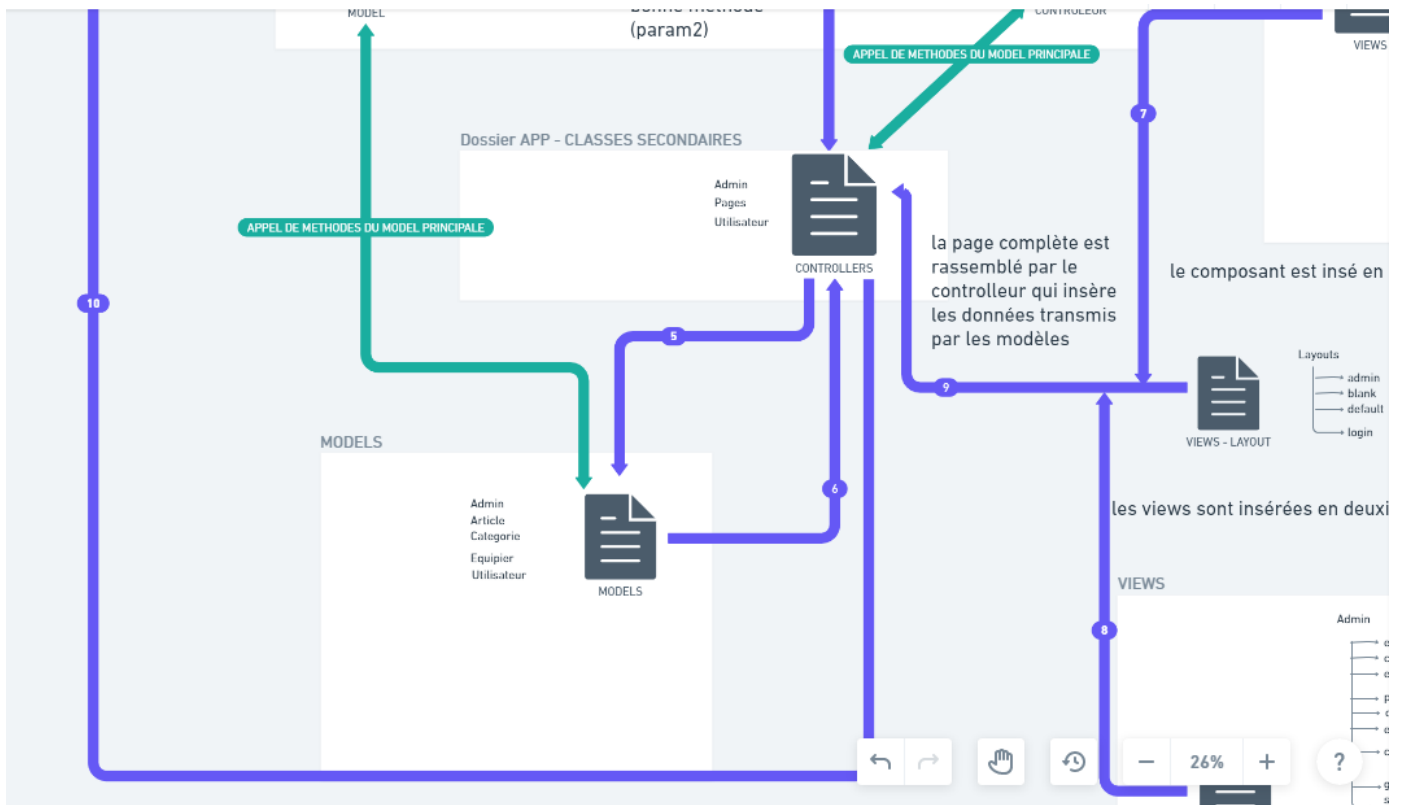 MODEL
bonne méthode
(param2)
CONTROLEUR
VIEWS
APPEL DE METHODES DU MODEL PRINCIPALE
7
Dossier APP - CLASSES SECONDAIRES
Admin
Pages
Utilisateur
CONTROLLERS
APPEL DE METHODES DU MODEL PRINCIPALE
la page complète est
rassemblé par le
controlleur qui insère
les données transmis
par les modèles
le composant est insé en
10
5
9
Layouts
admin
blank
default
login
VIEWS - LAYOUT
MODELS
6
Admin
Article
Categorie
Equipier
Utilisateur
MODELS
les views sont insérées en deuxi
VIEWS
8
Admin
26%
?